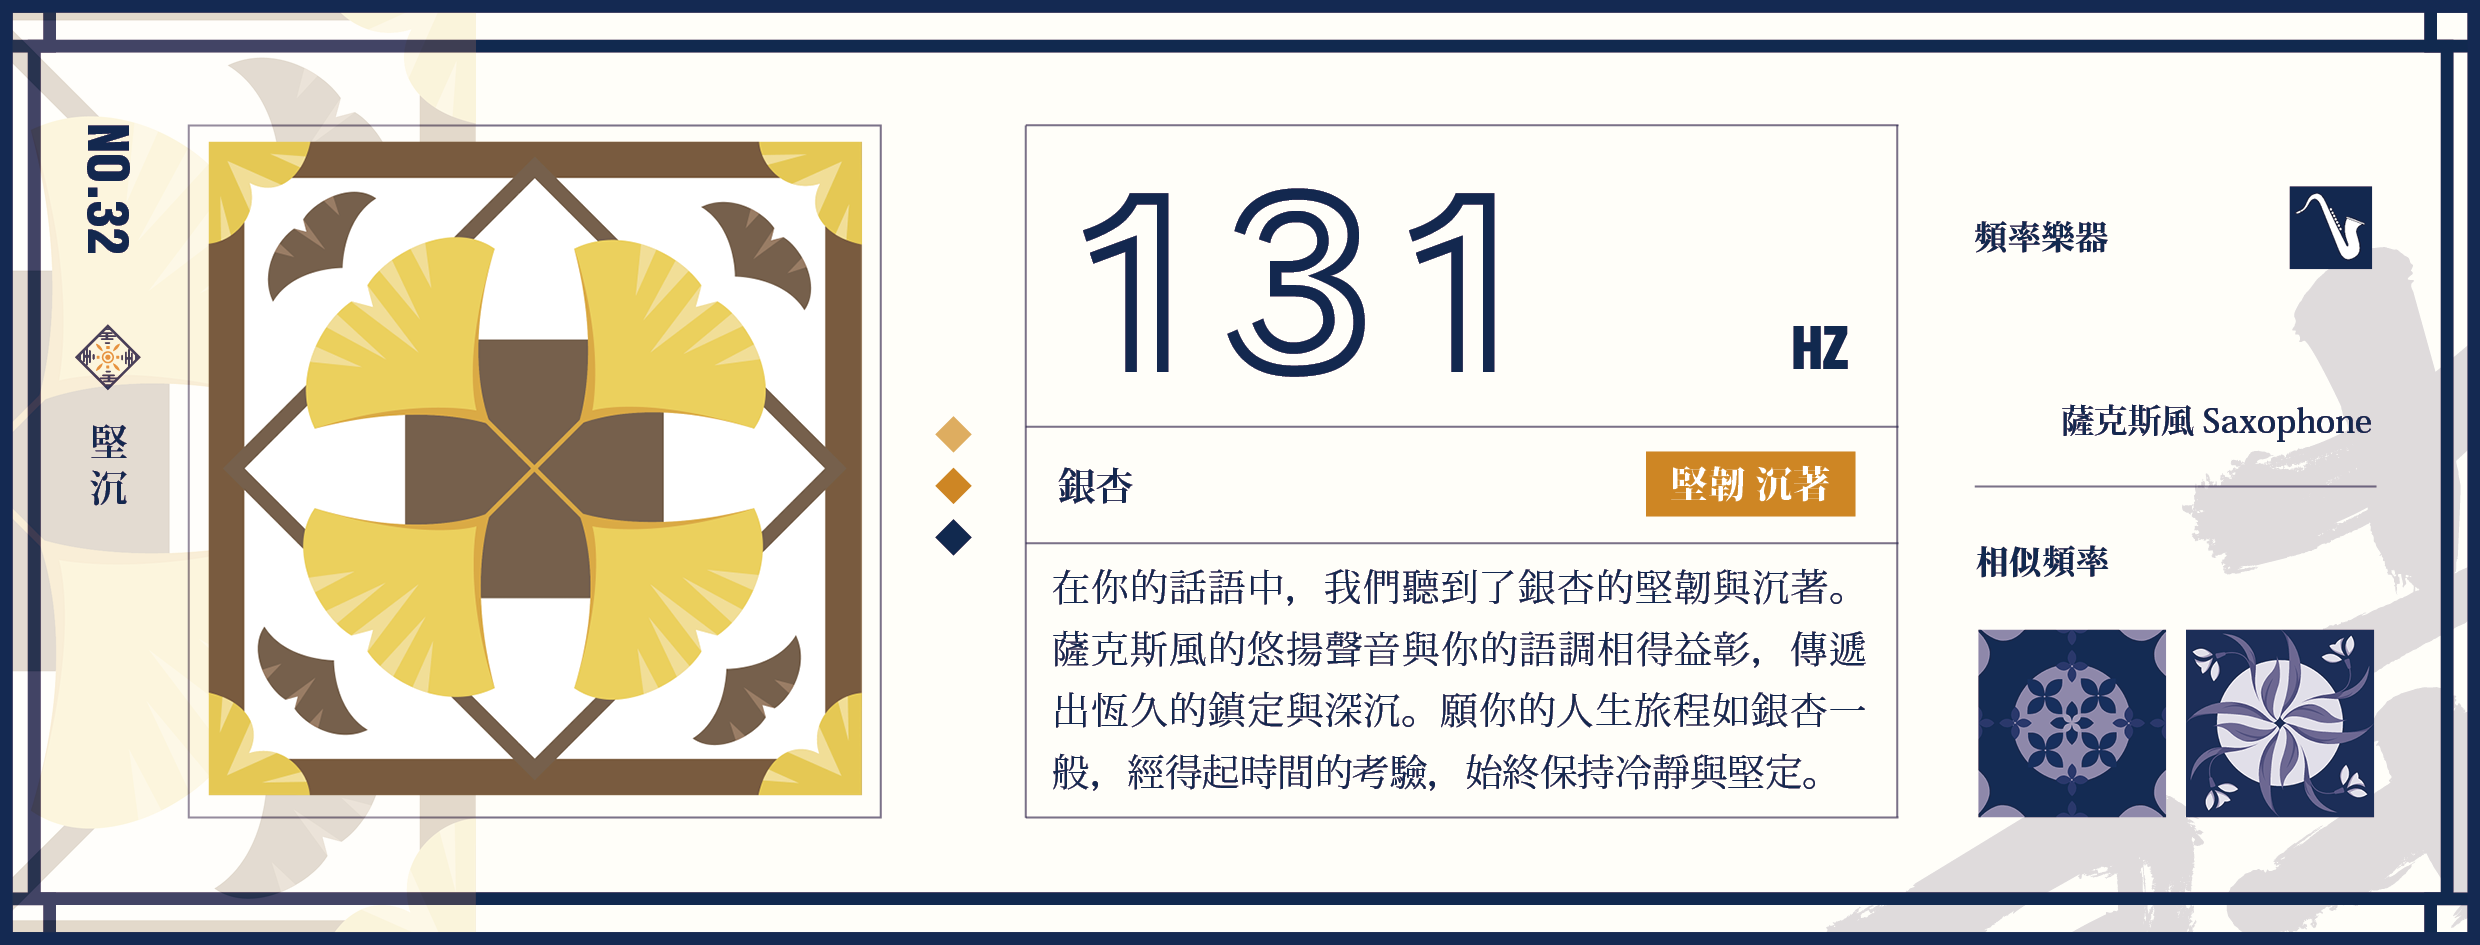 NO.32
堅沉
131
HZ
銀杏
堅韌 沉著
在你的話語中，我們聽到了銀杏的堅韌與沉著。
薩克斯風的悠揚聲音與你的語調相得益彰，傳遞
出恆久的鎮定與深沉。願你的人生旅程如銀杏一
般，經得起時間的考驗，始終保持冷靜與堅定。
頻率樂器
薩克斯風 Saxophone
相似頻率